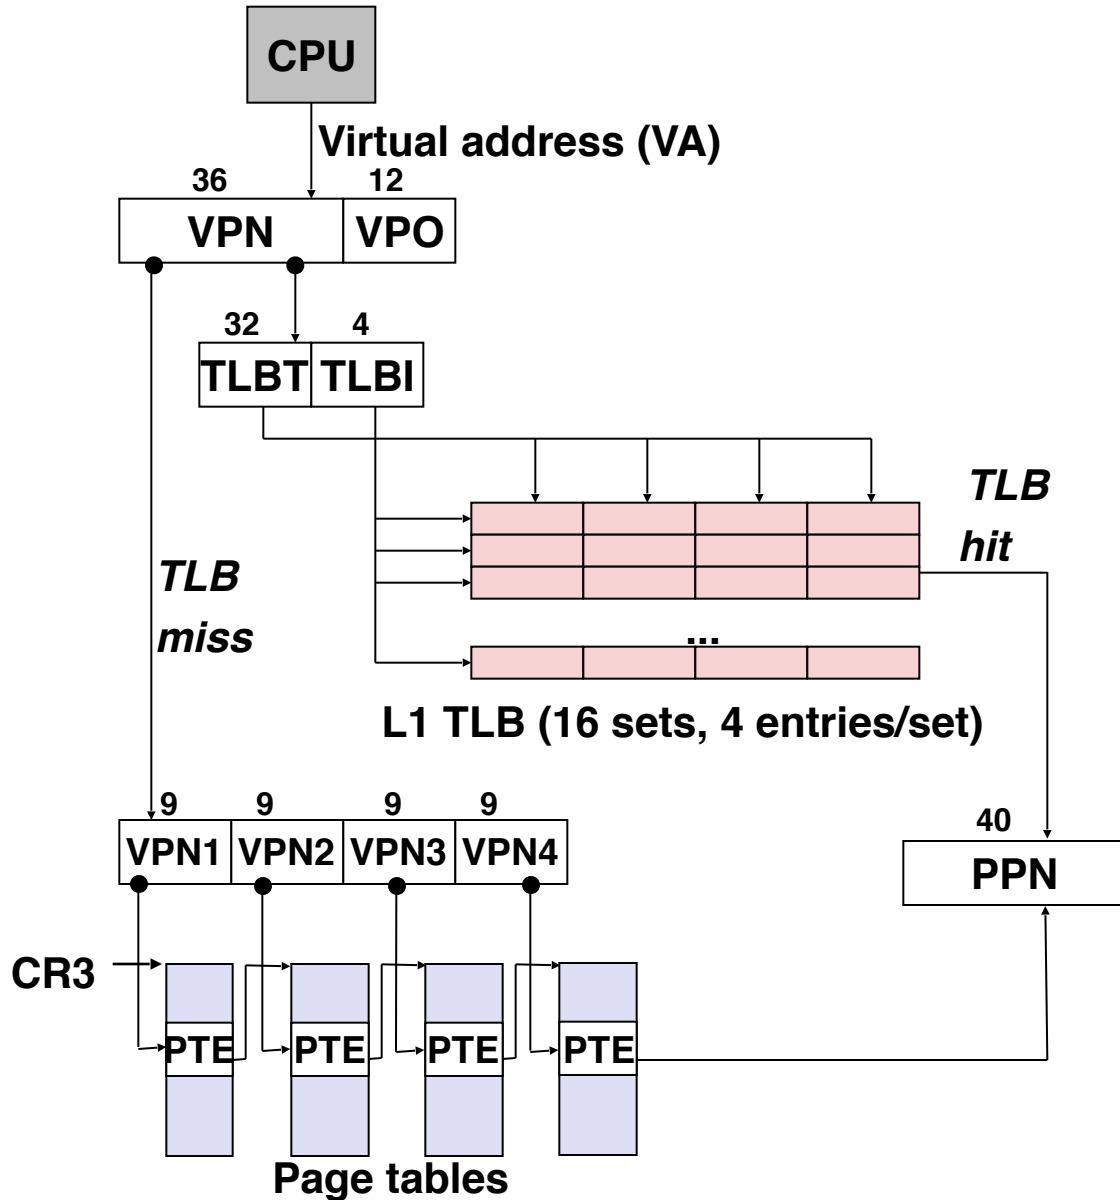 CPU
Virtual address (VA)
36 12
VPN VPO
32 4
TLBT TLBI
TLB
hit
TLB
miss
...
L1 TLB (16 sets, 4 entries/set)
9 9 9 9
VPN1 VPN2 VPN3 VPN4
40
PPN
CR3
PTE PTE PTE PTE
Page tables